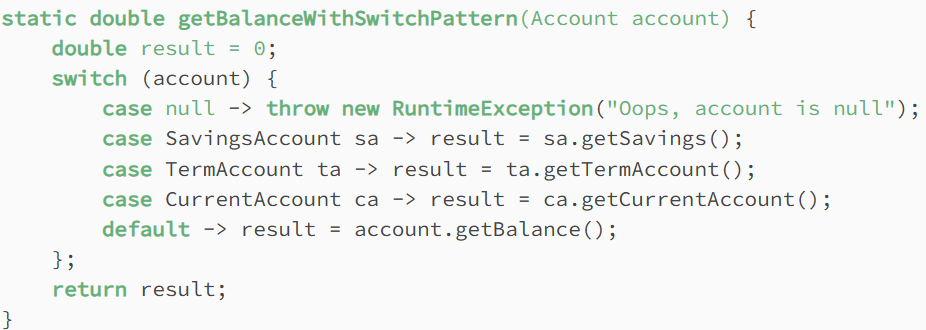 static double getBalanceWithSwitchPattern(Account account) {
    double result = 0;
    switch (account) {
        case null -> throw new RuntimeException("Oops, account is null");
        case SavingsAccount sa -> result = sa.getSavings();
        case TermAccount ta -> result = ta.getTermAccount();
        case CurrentAccount ca -> result = ca.getCurrentAccount();
        default -> result = account.getBalance();
    };
    return result;
}